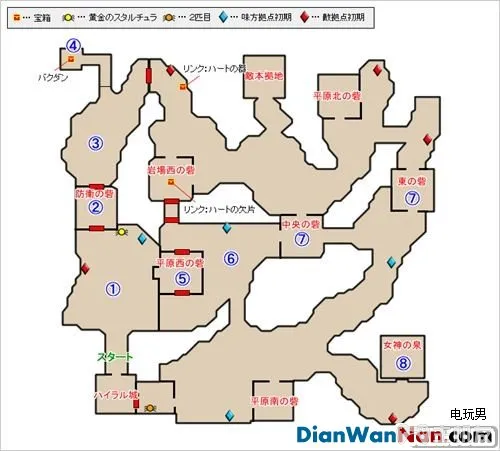 … 宝箱 … 黄金のスタルチュラ … 2匹目 … 味方拠点初期 … 敵拠点初期
④
バクダン
リンク:ハートの器
敵本拠地
平原北の砦
③
岩場西の砦
東の砦
⑦
防衛の砦
②
リンク:ハートの欠片
中央の砦
⑦
平原西の砦
⑤
⑥
①
スタート
女神の泉
⑧
ハイラル城
平原南の砦
电玩男
DianWanNan.com